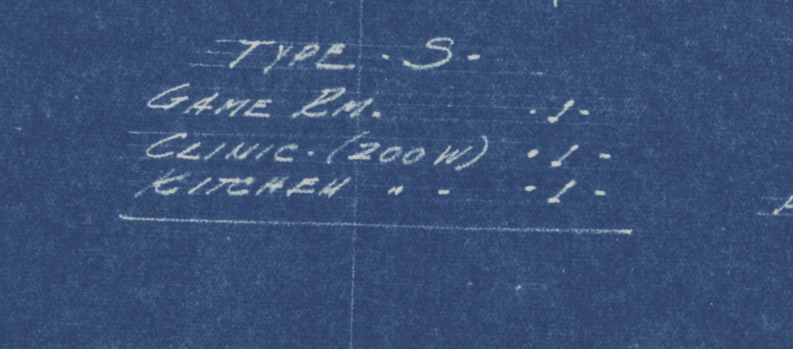 TYPE - S -
GAME RM. - 1 -
CLINIC - (200W) - 1 -
KITCHEN " - - 1 -